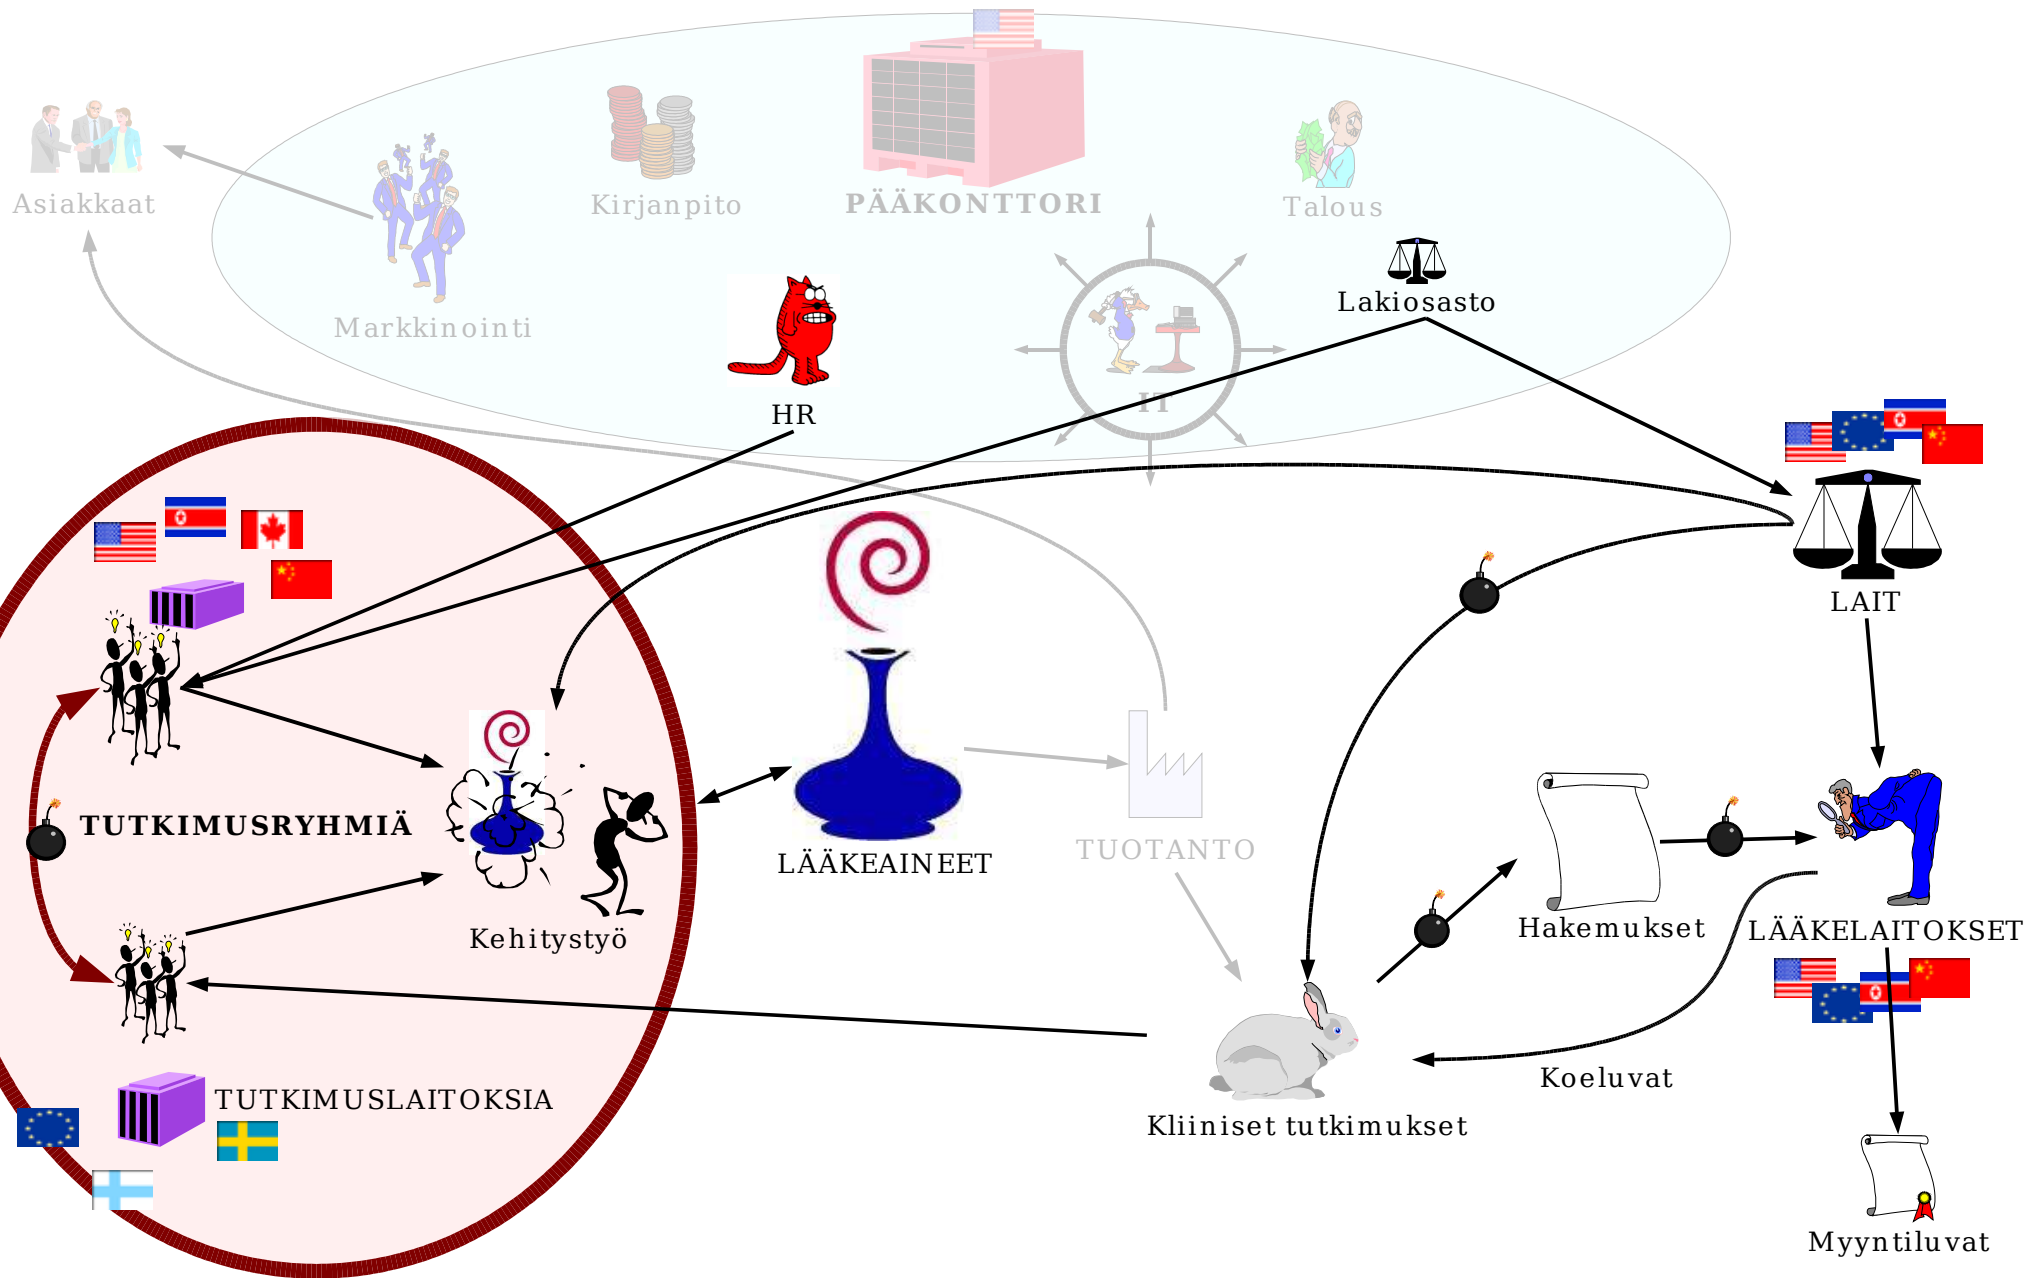 Asiakkaat
Kirjanpito
PÄÄKONTTORI
Talous
Markkinointi
Lakiosasto
HR
IT
LAIT
TUTKIMUSRYHMIÄ
LÄÄKEAINEET
TUOTANTO
Kehitystyö
Hakemukset
LÄÄKELAITOKSET
Koeluvat
TUTKIMUSLAITOKSIA
Kliiniset tutkimukset
Myyntiluvat